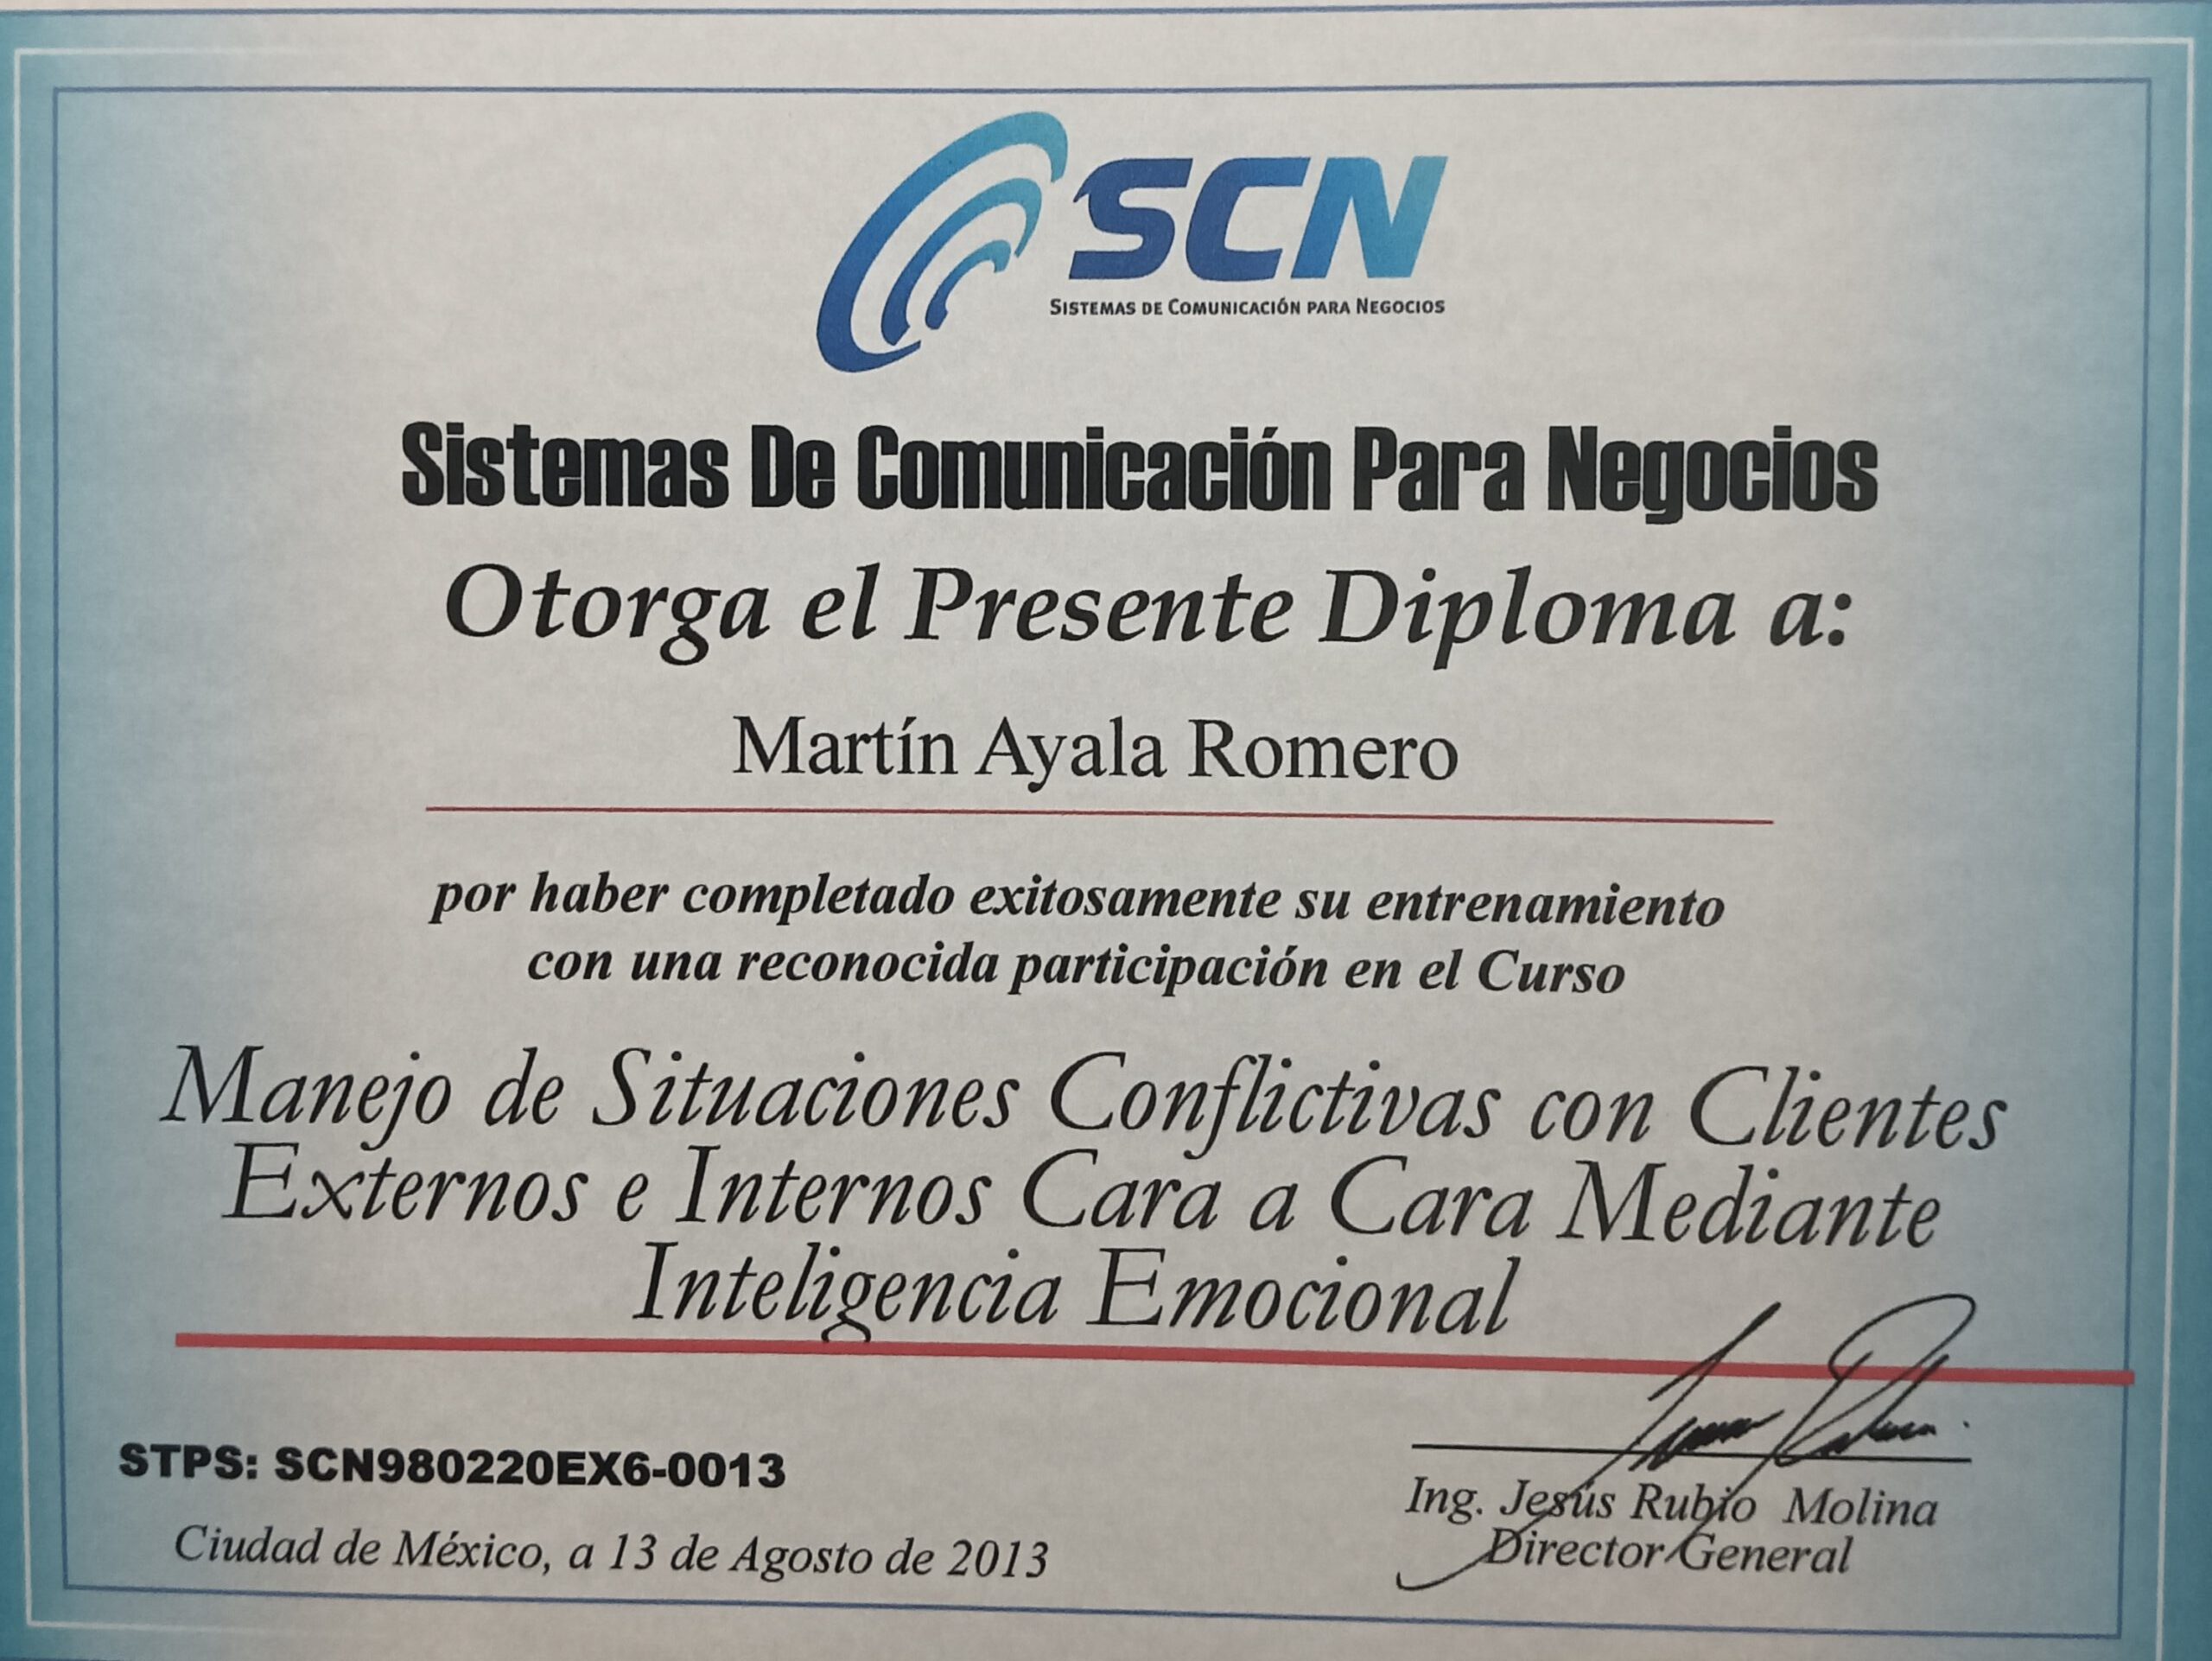 SCN
SISTEMAS DE COMUNICACIÓN PARA NEGOCIOS
Sistemas De Comunicación Para Negocios
Otorga el Presente Diploma a:
Martín Ayala Romero
por haber completado exitosamente su entrenamiento
con una reconocida participación en el Curso
Manejo de Situaciones Conflictivas con Clientes
Externos e Internos Cara a Cara Mediante
Inteligencia Emocional
STPS: SCN980220EX6-0013
Ciudad de México, a 13 de Agosto de 2013
Ing. Jesús Rubio Molina
Director General